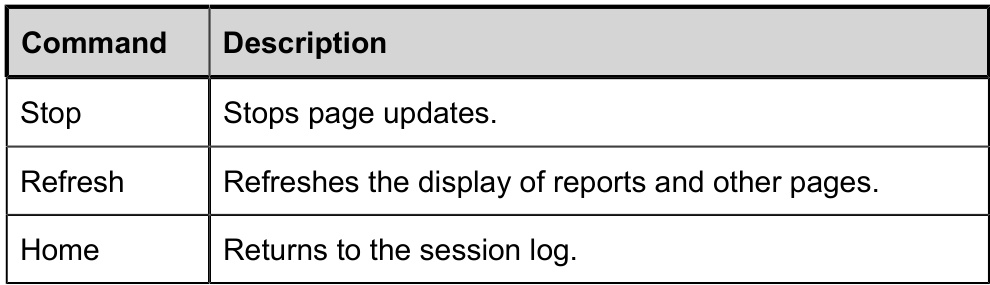 Command Description
Stop Stops page updates.
Refresh Refreshes the display of reports and other pages.
Home Returns to the session log.